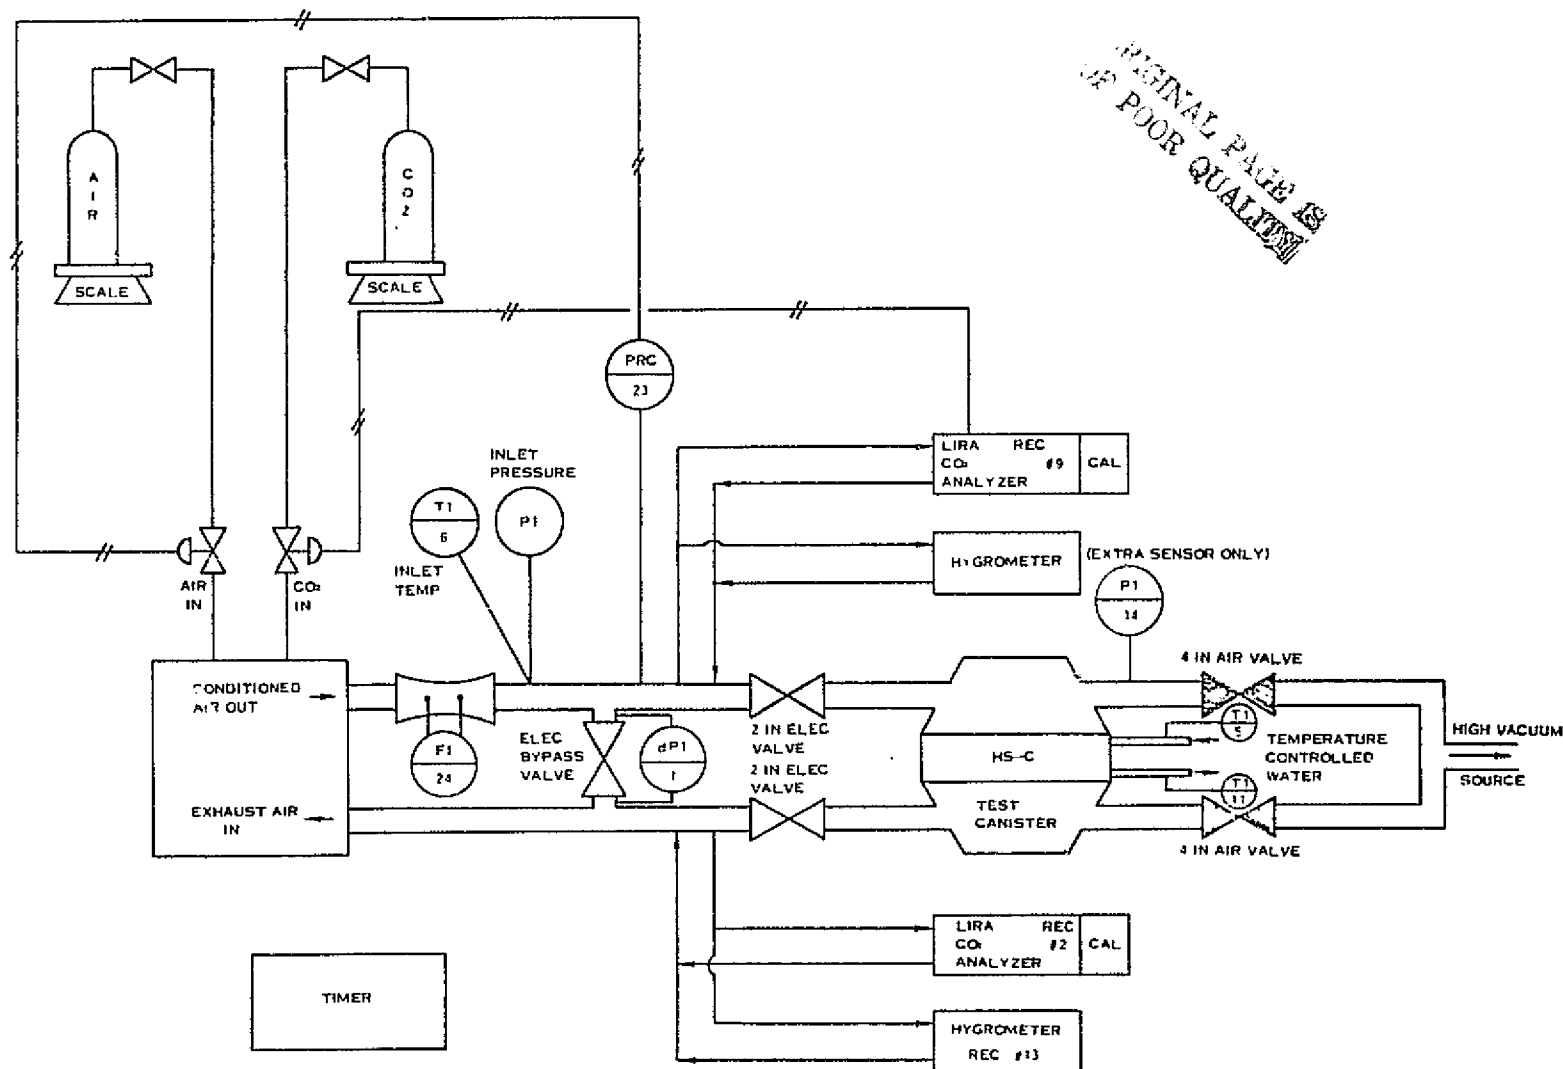 ORIGINAL PAGE IS
OF POOR QUALITY
A
I
R
SCALE
C
O
2
SCALE
PRC
23
LIRA REC
CO₂ #9
ANALYZER
CAL
INLET
PRESSURE
T1
6
P1
INLET
TEMP
HYGROMETER
(EXTRA SENSOR ONLY)
P1
14
AIR
IN
CO₂
IN
4 IN AIR VALVE
CONDITIONED
AIR OUT
F1
24
ELEC
BYPASS
VALVE
dP1
1
2 IN ELEC
VALVE
2 IN ELEC
VALVE
HS-C
T1
5
TEMPERATURE
CONTROLLED
WATER
T1
11
HIGH VACUUM
SOURCE
EXHAUST AIR
IN
TEST
CANISTER
4 IN AIR VALVE
LIRA REC
CO₂ #2
ANALYZER
CAL
TIMER
HYGROMETER
REC #13